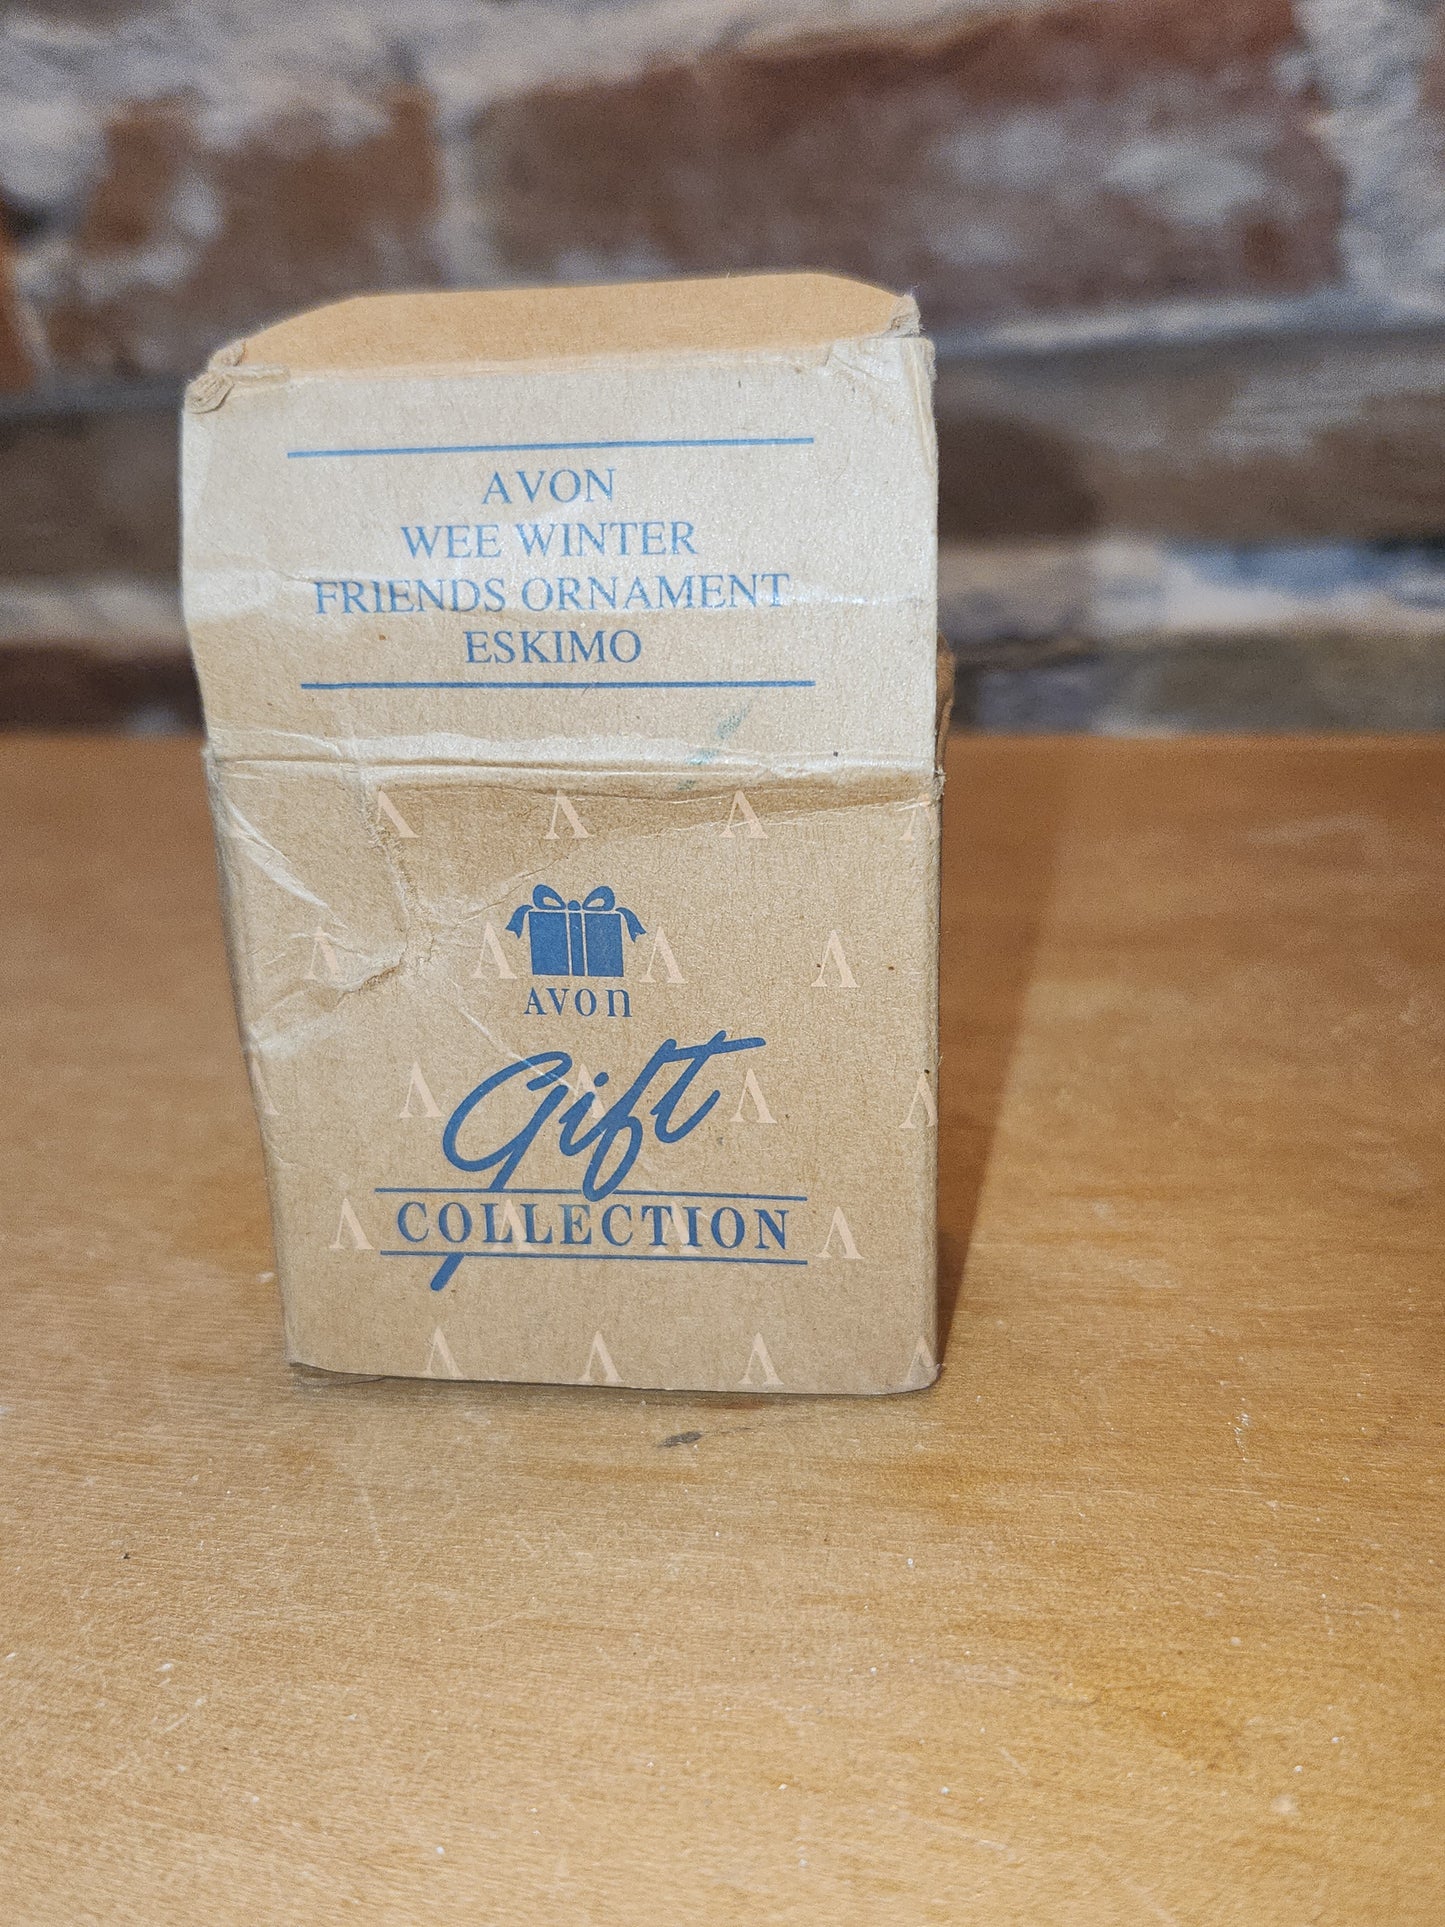 AVON
WEE WINTER
FRIENDS ORNAMENT
ESKIMO
AVON
Gift
COLLECTION